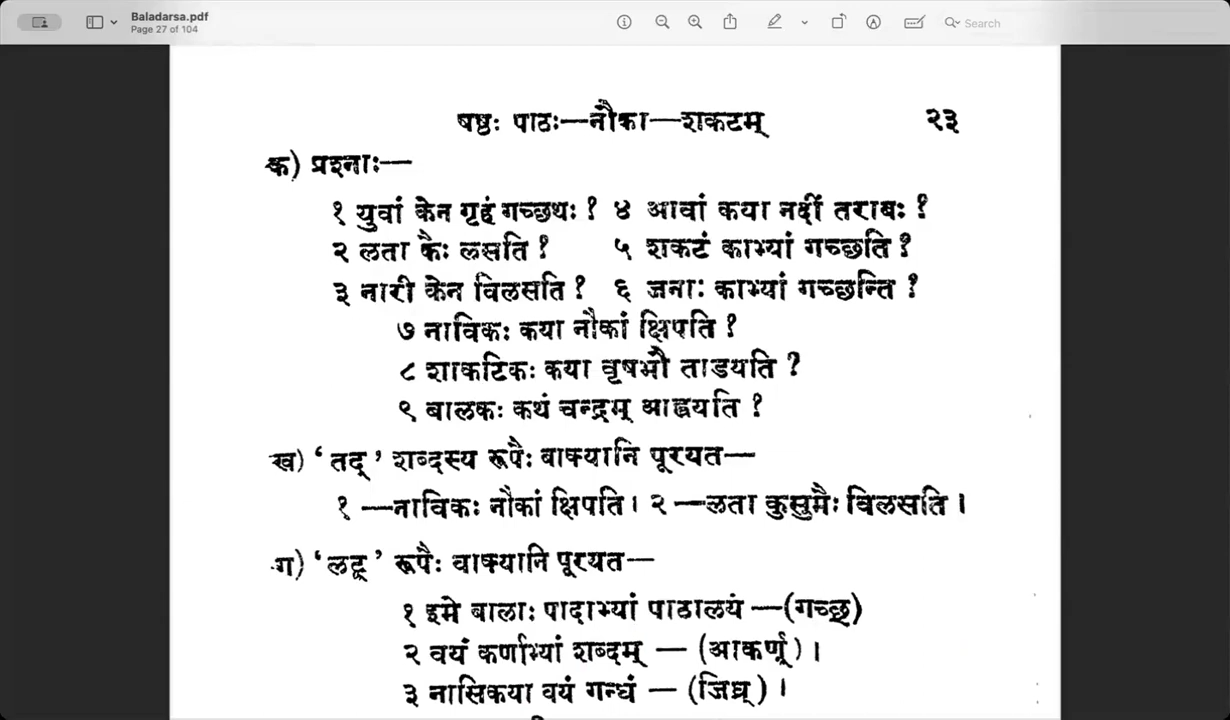 Baladarsa.pdf
Page 27 of 104
Search
षष्ठः पाठः—नौका—शकटम् २३
क) प्रश्नाः—
१ युवां केन गृहं गच्छथः ? ४ आवां कया नदीं तरावः ?
२ लता कैः लसति ? ५ शकटं काभ्यां गच्छति ?
३ नारी केन विलसति ? ६ जनाः काभ्यां गच्छन्ति ?
७ नाविकः कया नौकां क्षिपति ?
८ शाकटिकः कया वृषभौ ताडयति ?
९ बालकः कथं चन्द्रम् आह्वयति ?
ख) ‘तद्’ शब्दस्य रूपैः वाक्यानि पूरयत—
१ —नाविकः नौकां क्षिपति। २ —लता कुसुमैः विलसति ।
ग) ‘लट्’ रूपैः वाक्यानि पूरयत—
१ इमे बालाः पादाभ्यां पाठालयं —(गच्छ्)
२ वयं कर्णाभ्यां शब्दम् — (आकर्ण्) ।
३ नासिकया वयं गन्धं — (जिघ्र्) ।